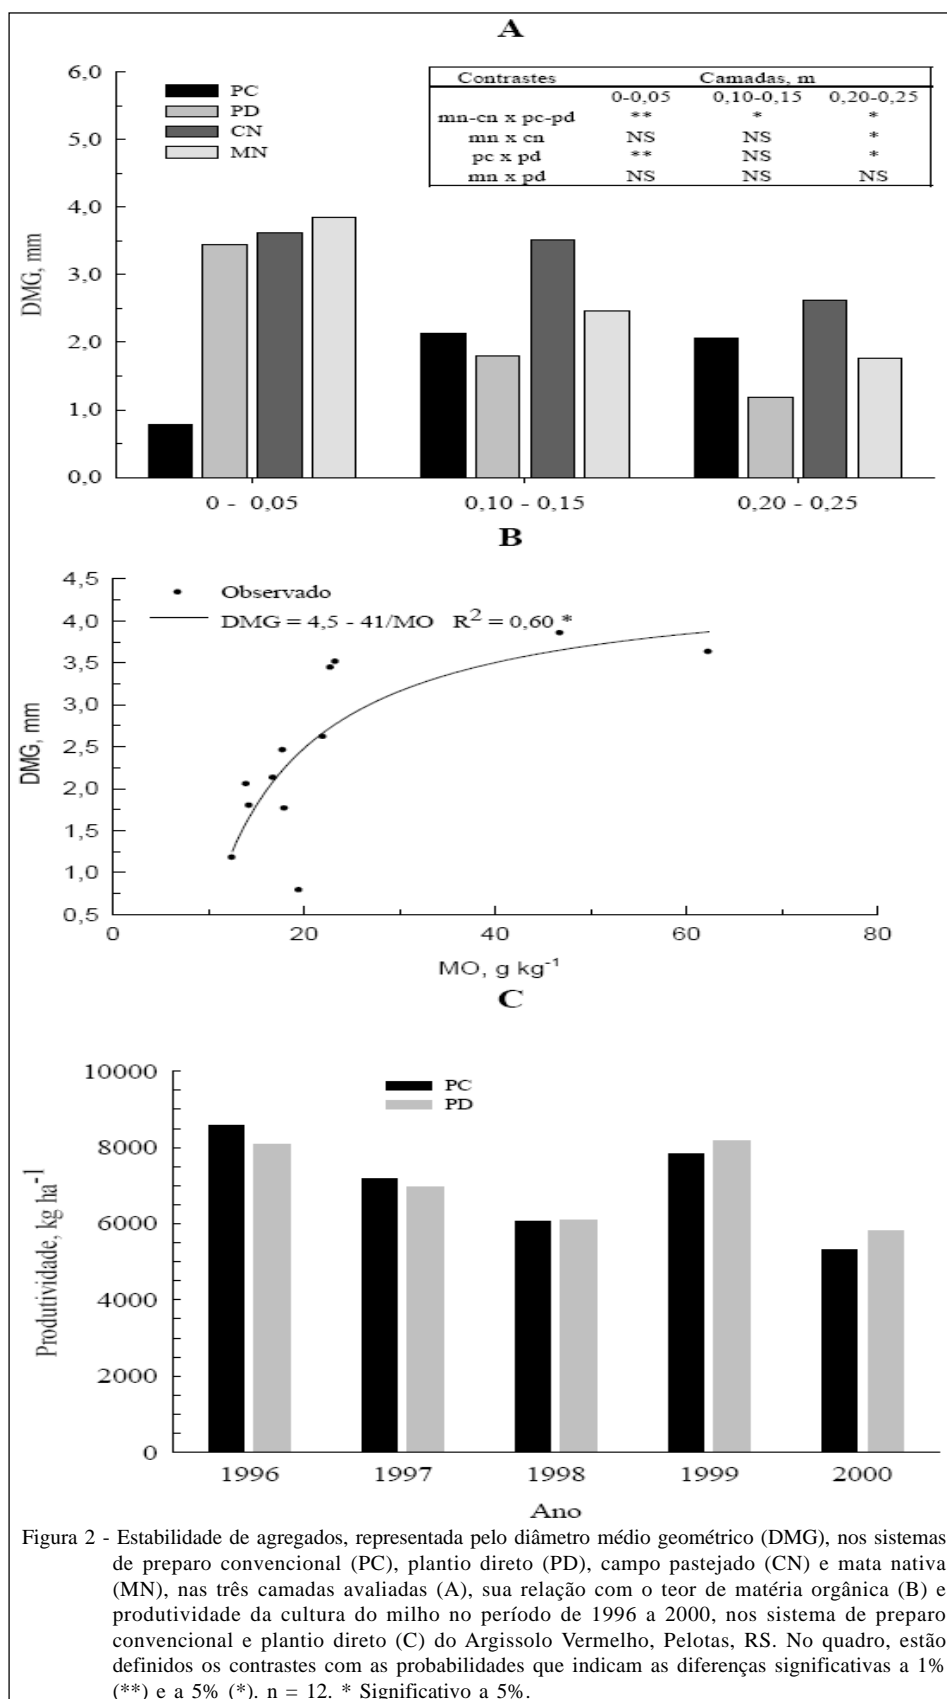 A
6,0
5,0
4,0
3,0
2,0
1,0
0,0
DMG, mm
PC
PD
CN
MN
Contrastes Camadas, m
0-0,05 0,10-0,15 0,20-0,25
mn-cn x pc-pd ** * *
mn x cn NS NS *
pc x pd ** NS *
mn x pd NS NS NS
0 - 0,05 0,10 - 0,15 0,20 - 0,25
B
4,5
4,0
3,5
3,0
2,5
2,0
1,5
1,0
0,5
DMG, mm
Observado
DMG = 4,5 - 41/MO R² = 0,60 *
0 20 40 60 80
MO, g kg⁻¹
C
10000
8000
6000
4000
2000
0
Produtividade, kg ha⁻¹
PC
PD
1996 1997 1998 1999 2000
Ano
Figura 2 - Estabilidade de agregados, representada pelo diâmetro médio geométrico (DMG), nos sistemas
de preparo convencional (PC), plantio direto (PD), campo pastejado (CN) e mata nativa
(MN), nas três camadas avaliadas (A), sua relação com o teor de matéria orgânica (B) e
produtividade da cultura do milho no período de 1996 a 2000, nos sistema de preparo
convencional e plantio direto (C) do Argissolo Vermelho, Pelotas, RS. No quadro, estão
definidos os contrastes com as probabilidades que indicam as diferenças significativas a 1%
(**) e a 5% (*). n = 12. * Significativo a 5%.